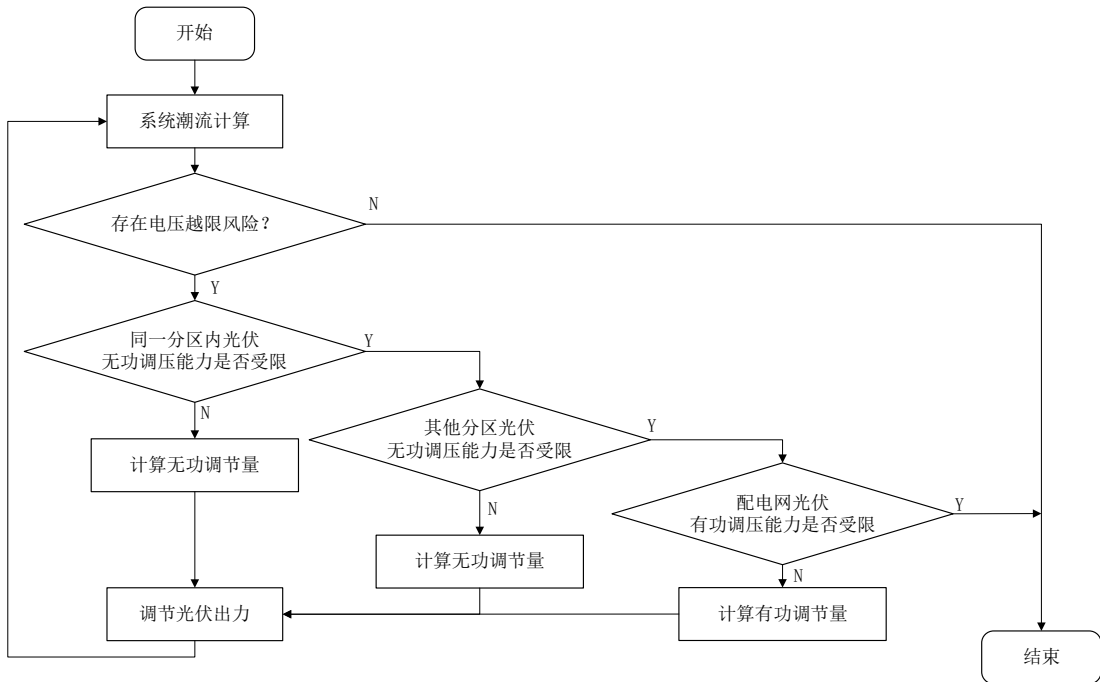 开始
系统潮流计算
存在电压越限风险？
N
Y
同一分区内光伏
无功调压能力是否受限
Y
N
其他分区光伏
无功调压能力是否受限
Y
计算无功调节量
N
配电网光伏
有功调压能力是否受限
Y
计算无功调节量
N
调节光伏出力
计算有功调节量
结束